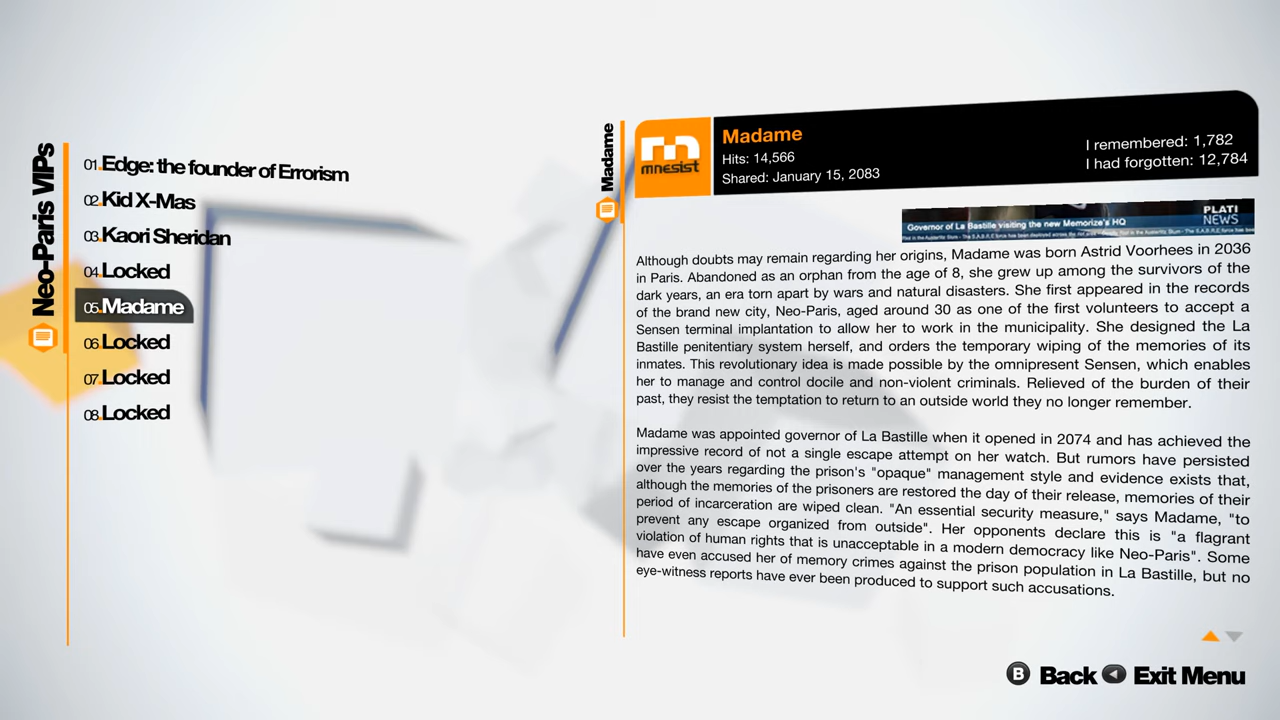 Neo-Paris VIPs
01.Edge: the founder of Errorism
02.Kid X-Mas
03.Kaori Sheridan
04.Locked
05.Madame
06.Locked
07.Locked
08.Locked
Madame
mnesist
Madame
Hits: 14,566
Shared: January 15, 2083
I remembered: 1,782
I had forgotten: 12,784
PLATI
NEWS
Governor of La Bastille visiting the new Memorize's HQ
Although doubts may remain regarding her origins, Madame was born Astrid Voorhees in 2036
in Paris. Abandoned as an orphan from the age of 8, she grew up among the survivors of the
dark years, an era torn apart by wars and natural disasters. She first appeared in the records
of the brand new city, Neo-Paris, aged around 30 as one of the first volunteers to accept a
Sensen terminal implantation to allow her to work in the municipality. She designed the La
Bastille penitentiary system herself, and orders the temporary wiping of the memories of its
inmates. This revolutionary idea is made possible by the omnipresent Sensen, which enables
her to manage and control docile and non-violent criminals. Relieved of the burden of their
past, they resist the temptation to return to an outside world they no longer remember.
Madame was appointed governor of La Bastille when it opened in 2074 and has achieved the
impressive record of not a single escape attempt on her watch. But rumors have persisted
over the years regarding the prison's "opaque" management style and evidence exists that,
although the memories of the prisoners are restored the day of their release, memories of their
period of incarceration are wiped clean. "An essential security measure," says Madame, "to
prevent any escape organized from outside". Her opponents declare this is "a flagrant
violation of human rights that is unacceptable in a modern democracy like Neo-Paris". Some
have even accused her of memory crimes against the prison population in La Bastille, but no
eye-witness reports have ever been produced to support such accusations.
B Back Exit Menu